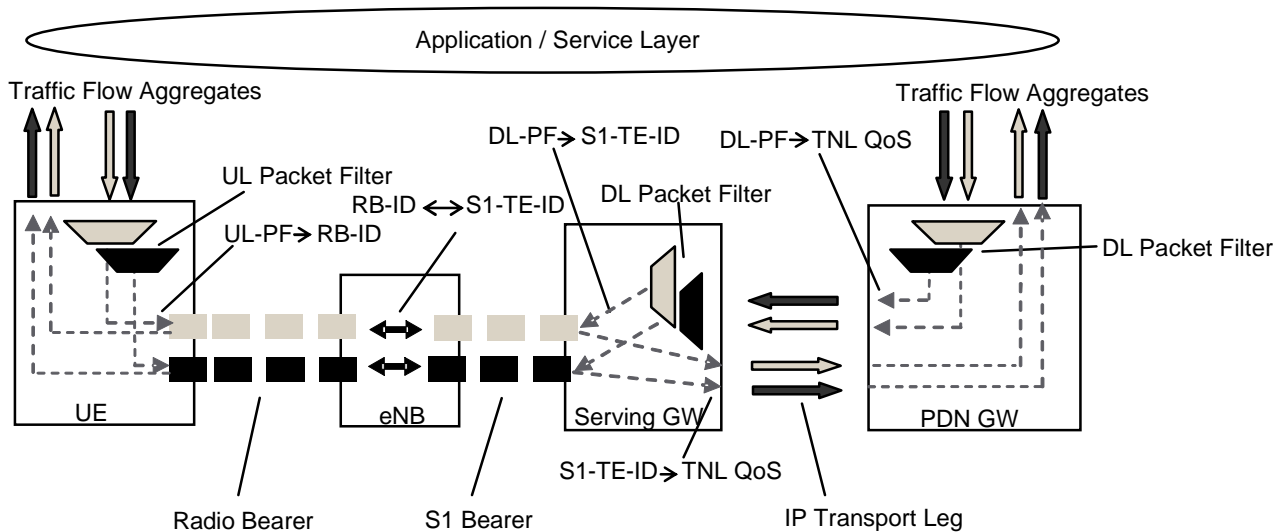 Application / Service Layer
Traffic Flow Aggregates
Traffic Flow Aggregates
DL-PF→S1-TE-ID
DL-PF→TNL QoS
UL Packet Filter
DL Packet Filter
RB-ID ↔ S1-TE-ID
UL-PF→RB-ID
DL Packet Filter
UE
eNB
Serving GW
PDN GW
S1-TE-ID→TNL QoS
Radio Bearer
S1 Bearer
IP Transport Leg